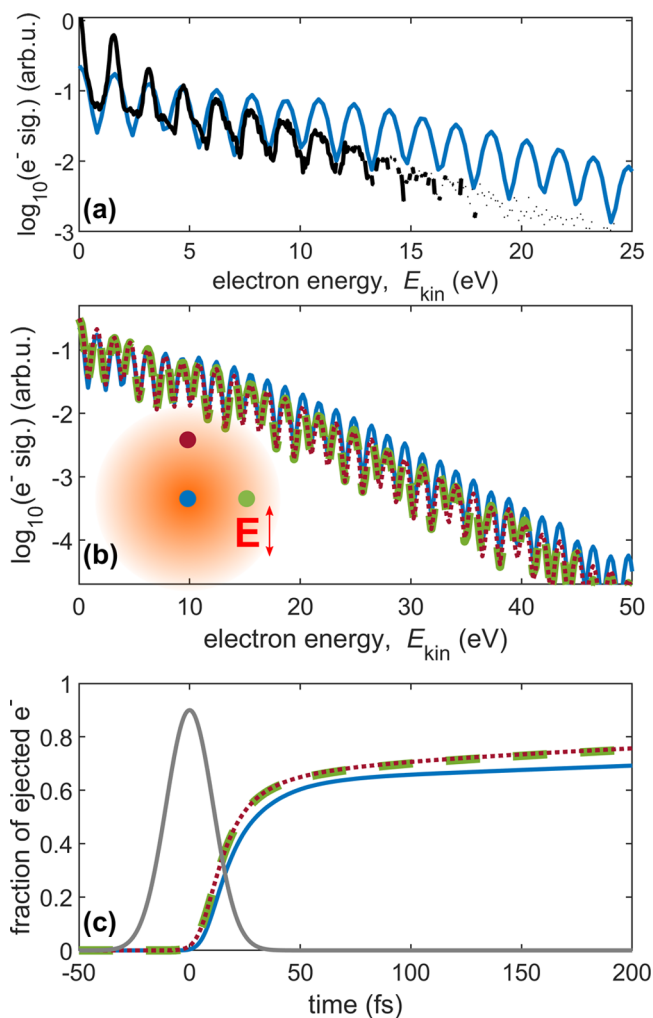 0
-1
-2
-3
log10(e- sig.) (arb.u.)
(a)
0 5 10 15 20 25
electron energy, Ekin (eV)
-1
-2
-3
-4
log10(e- sig.) (arb.u.)
E
(b)
0 10 20 30 40 50
electron energy, Ekin (eV)
1
0.8
0.6
0.4
0.2
0
fraction of ejected e-
(c)
-50 0 50 100 150 200
time (fs)